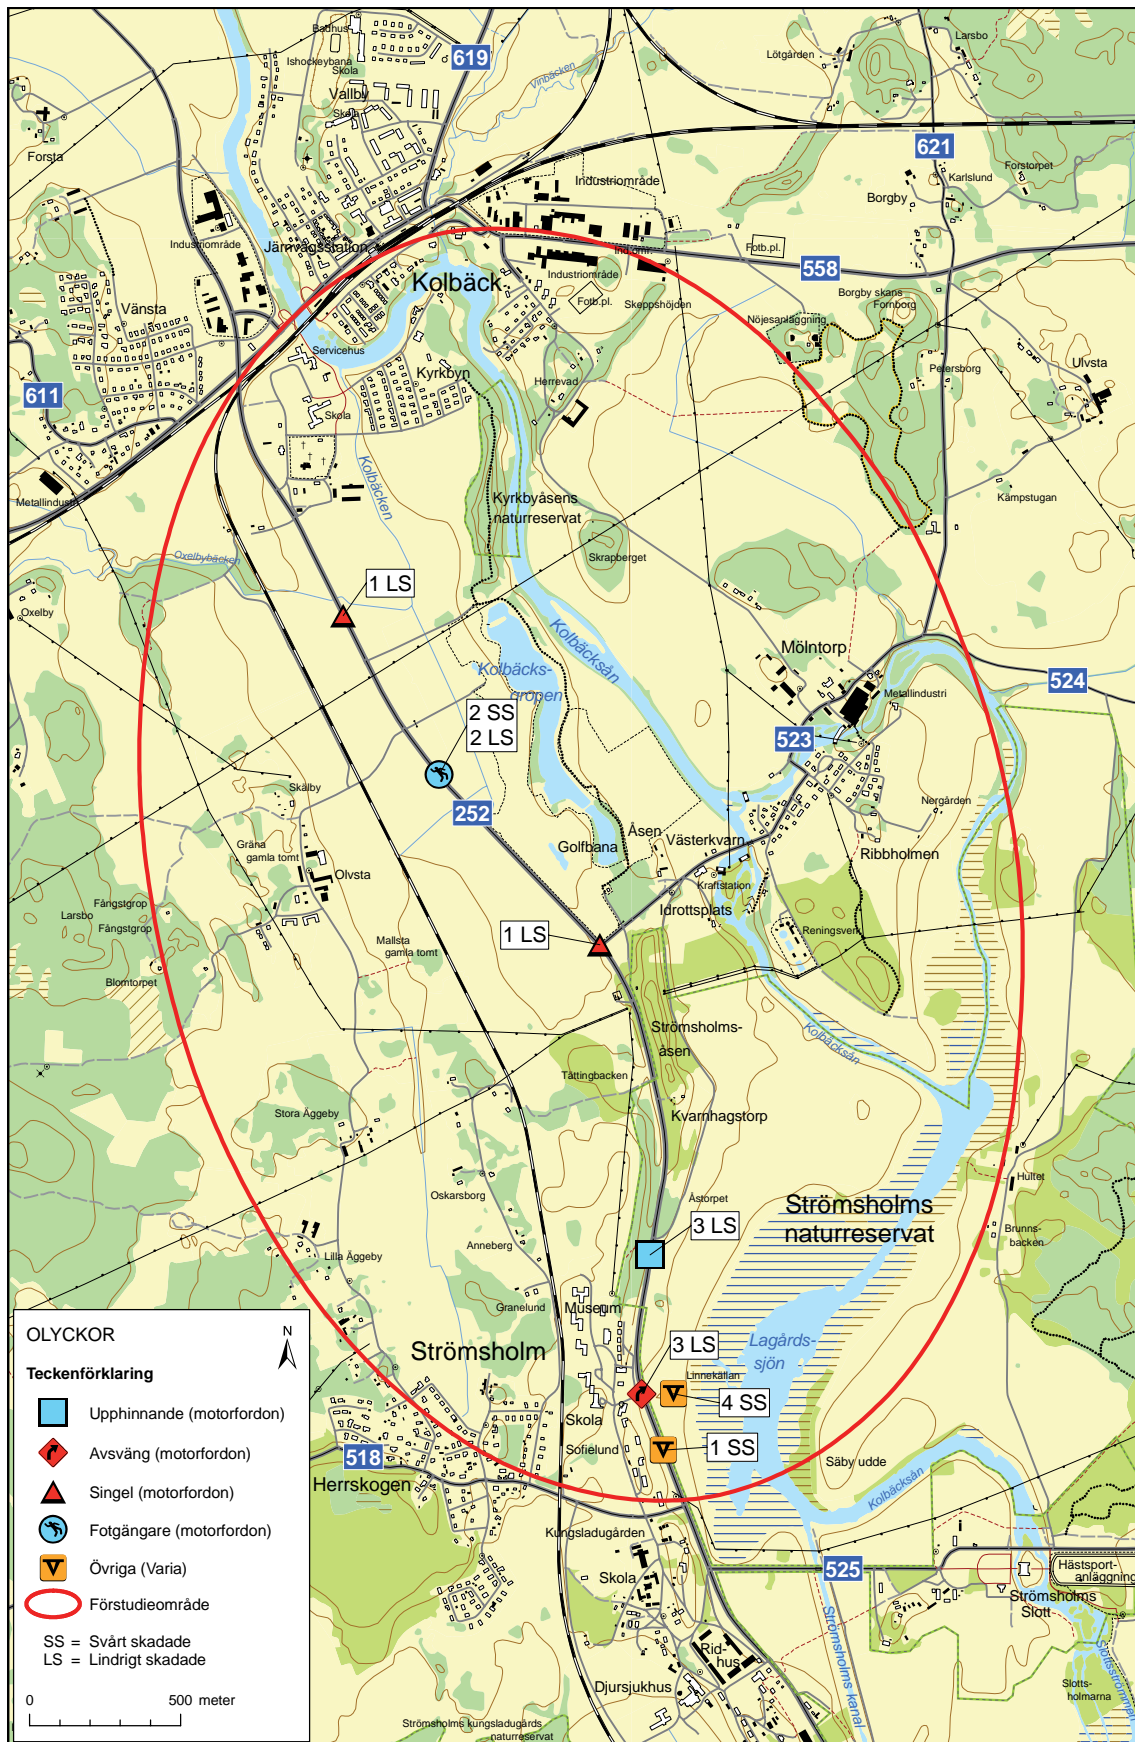 Badhus
619
Larsbo
Ishockeybana
Skola
Lötgården
Vinbäcken
Vallby
Skola
621
Forsta
Forstorpet
Karlslund
Industriområde
Borgby
Industriområde
Järnvägsstation
Ind.omr.
Fotb.pl.
558
Industriområde
Kolbäck
Borgby skans
Fornborg
Fotb.pl.
Skeppshöjden
Vänsta
Nöjesanläggning
Servicehus
Ulvsta
Petersborg
Kyrkbyn
Herrevad
611
Skola
Kolbäcken
Metallindustri
Kyrkbyåsens
naturreservat
Kämpstugan
Oxelbybäcken
Skrapberget
1 LS
Oxelby
Kolbäcksån
Mölntorp
Kolbäcks-
gropen
524
Metallindustri
2 SS
2 LS
523
Skälby
252
Nergården
Gräna
gamla tomt
Åsen
Golfbana
Västerkvarn
Ribbholmen
Olvsta
Kraftstation
Fångstgrop
Larsbo
Fångstgrop
Idrottsplats
1 LS
Reningsverk
Mallsta
gamla tomt
Blomtorpet
Strömsholms-
åsen
Kolbäcksån
Tåttingbacken
Stora Äggeby
Kvarnhagstorp
Hultet
Oskarsborg
Åstorpet
Strömsholms
naturreservat
3 LS
Brunns-
backen
Anneberg
Lilla Äggeby
Granelund
Museum
OLYCKOR
N
Lagårds-
sjön
Strömsholm
3 LS
Teckenförklaring
Linnekällan
4 SS
Upphinnande (motorfordon)
Skola
Avsväng (motorfordon)
Sofielund
1 SS
518
Säby udde
Herrskogen
Kolbäcksån
Singel (motorfordon)
Fotgängare (motorfordon)
Kungsladugården
Övriga (Varia)
525
Hästsport-
anläggning
Skola
Förstudieområde
Strömsholms
Slott
Strömsholms kanal
SS = Svårt skadade
LS = Lindrigt skadade
Rid-
hus
Slottsströmmen
Djursjukhus
Slotts-
holmarna
0 500 meter
Strömsholms kungsladugårds
naturreservat